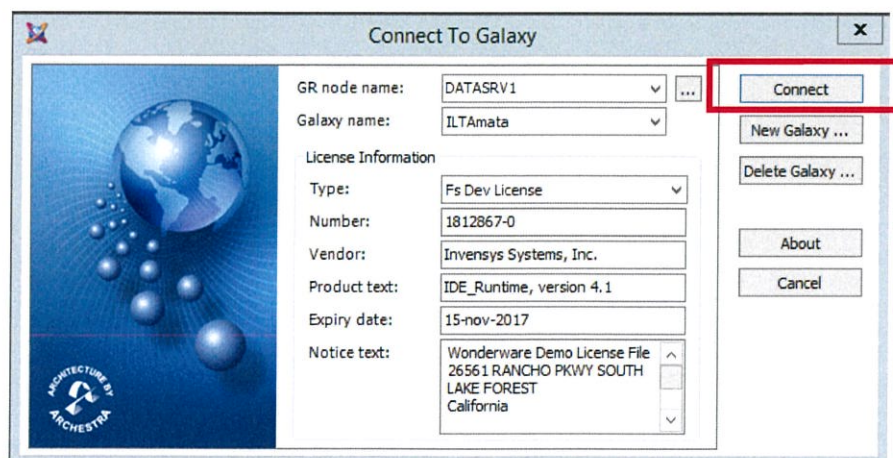 Connect To Galaxy
x
GR node name:
DATASRV1
...
Connect
Galaxy name:
ILTAmata
New Galaxy ...
License Information
Delete Galaxy ...
Type:
Fs Dev License
Number:
1812867-0
Vendor:
Invensys Systems, Inc.
About
Product text:
IDE_Runtime, version 4.1
Cancel
Expiry date:
15-nov-2017
Notice text:
Wonderware Demo License File
26561 RANCHO PKWY SOUTH
LAKE FOREST
California
ARCHITECTURE BY
ARCHESTRA